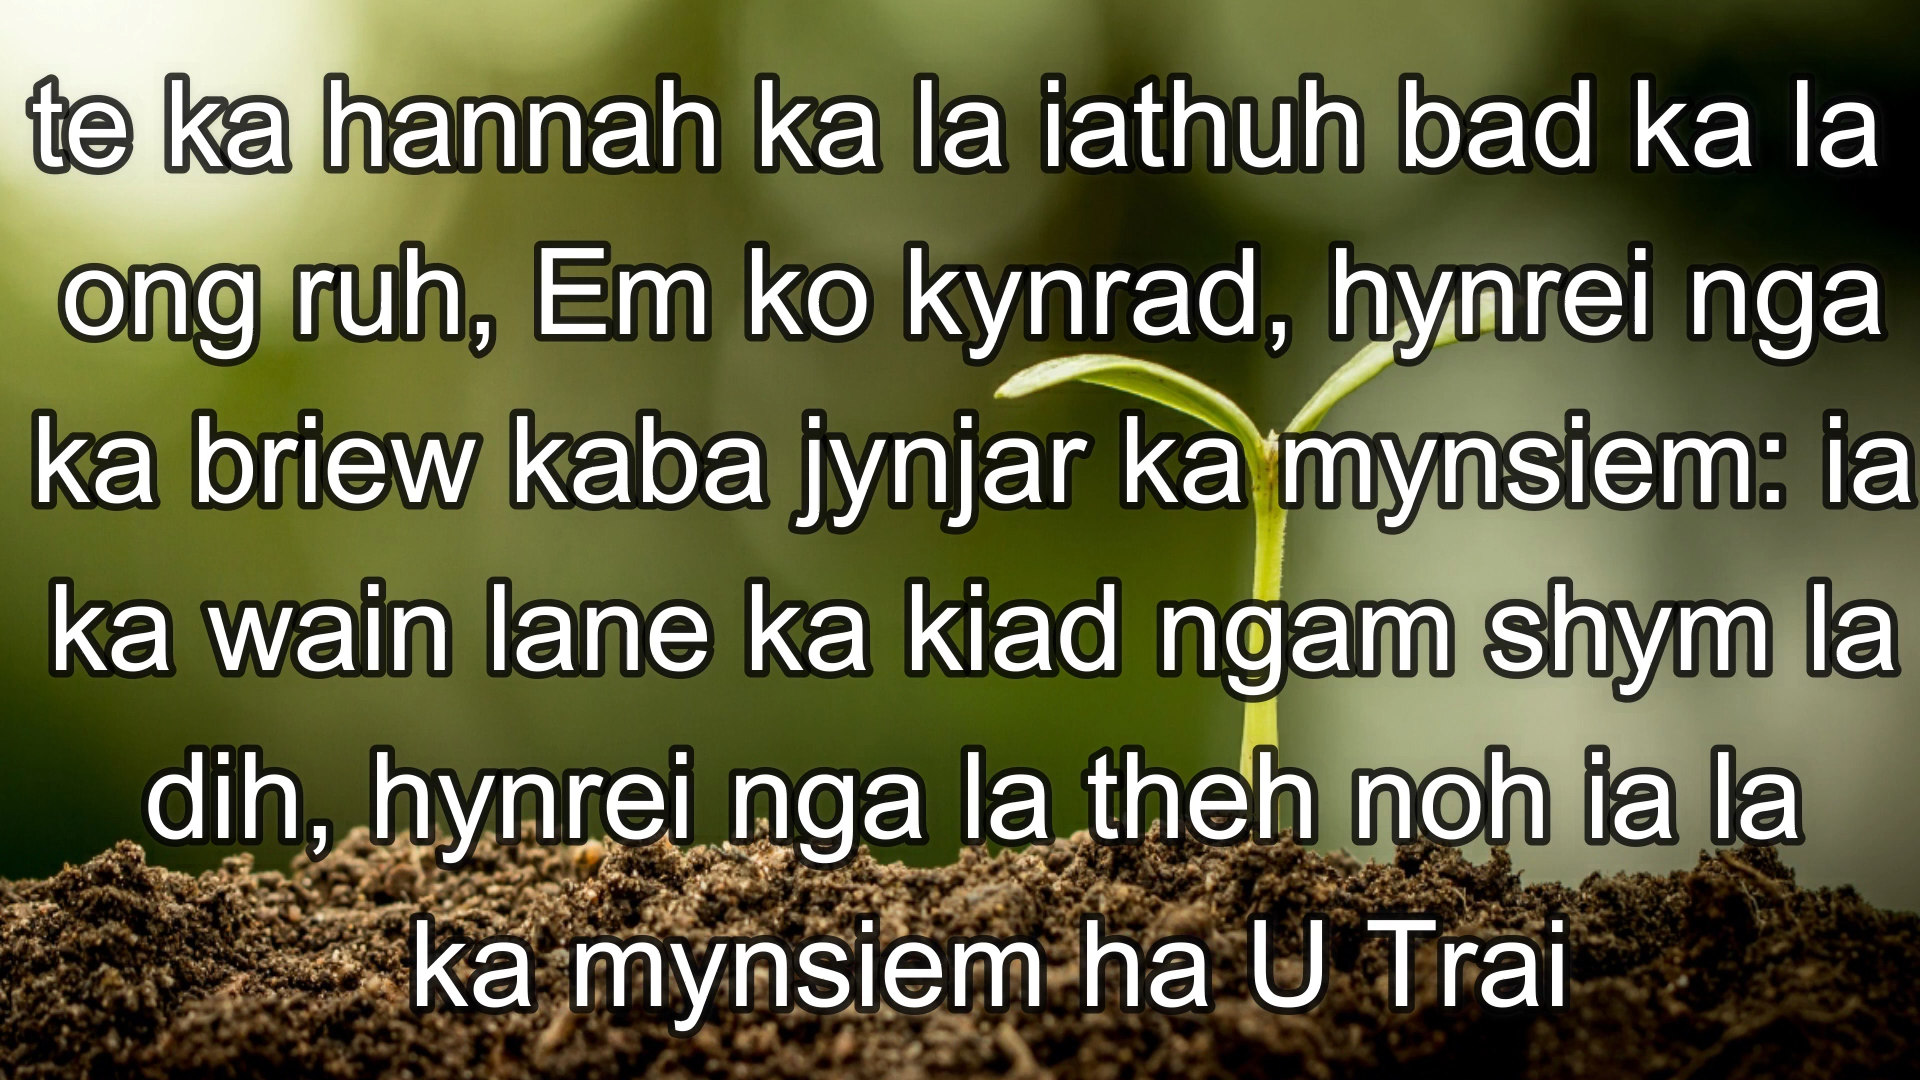 te ka hannah ka la iathuh bad ka la
ong ruh, Em ko kynrad, hynrei nga
ka briew kaba jynjar ka mynsiem: ia
ka wain lane ka kiad ngam shym la
dih, hynrei nga la theh noh ia la
ka mynsiem ha U Trai